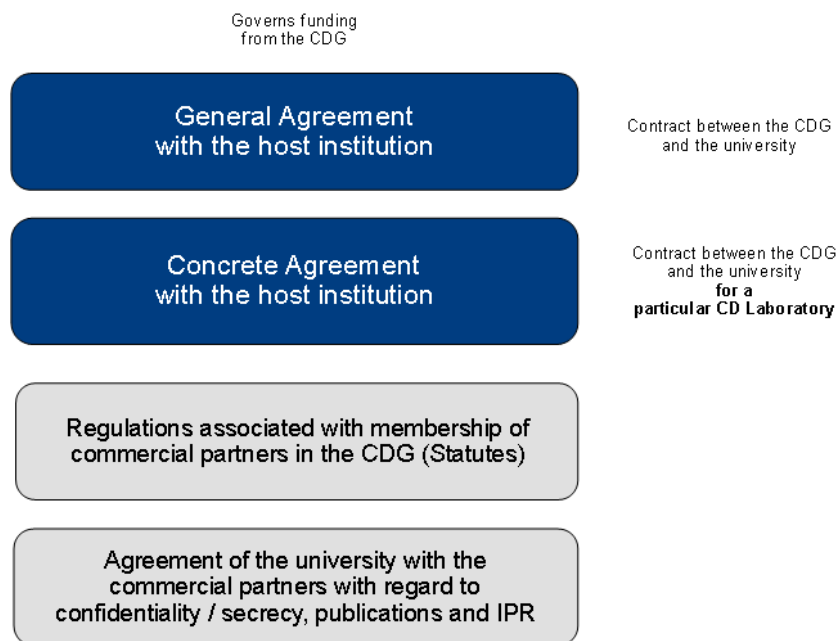 Governs funding
from the CDG
General Agreement
with the host institution
Contract between the CDG
and the university
Concrete Agreement
with the host institution
Contract between the CDG
and the university
for a
particular CD Laboratory
Regulations associated with membership of
commercial partners in the CDG (Statutes)
Agreement of the university with the
commercial partners with regard to
confidentiality / secrecy, publications and IPR